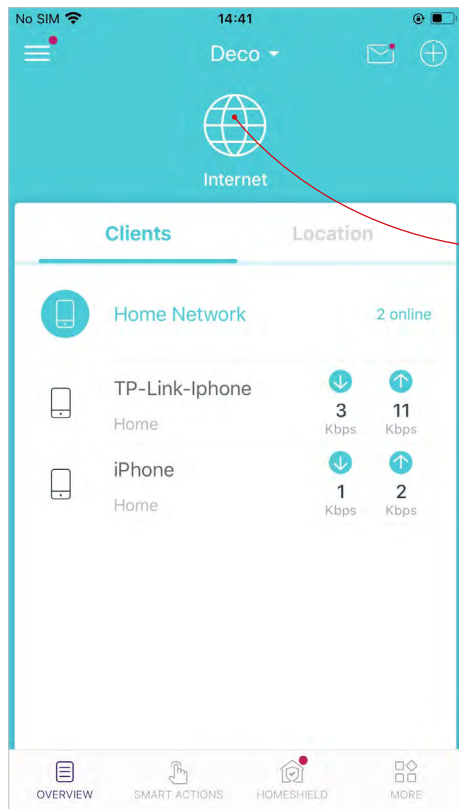 No SIM 14:41
Deco
Internet
Clients Location
Home Network 2 online
TP-Link-Iphone 3 11
Home Kbps Kbps
iPhone 1 2
Home Kbps Kbps
OVERVIEW SMART ACTIONS HOMESHIELD MORE